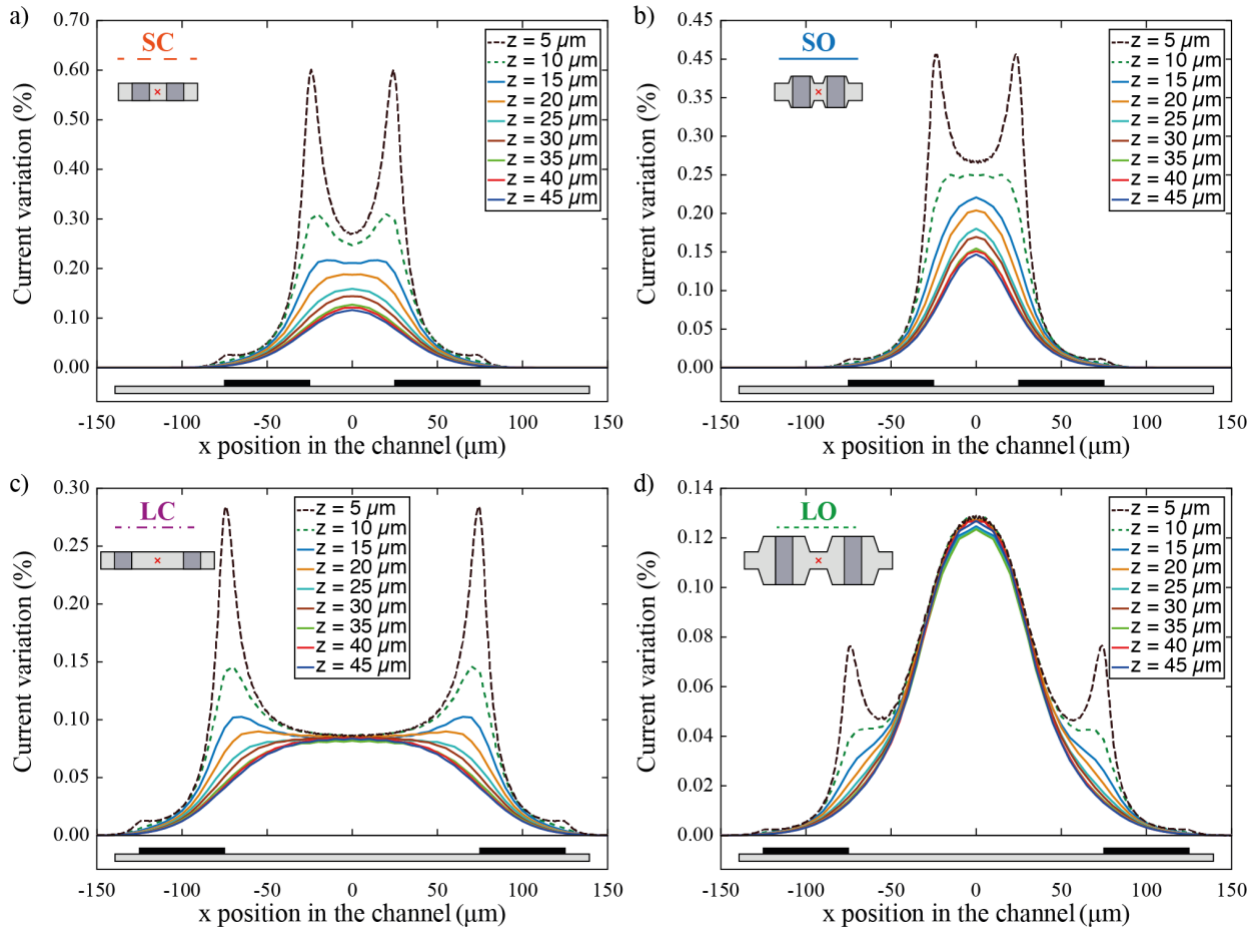 a)
SC
Current variation (%)
0.70
0.60
0.50
0.40
0.30
0.20
0.10
0.00
z = 5 µm
z = 10 µm
z = 15 µm
z = 20 µm
z = 25 µm
z = 30 µm
z = 35 µm
z = 40 µm
z = 45 µm
-150 -100 -50 0 50 100 150
x position in the channel (μm)
b)
SO
Current variation (%)
0.45
0.40
0.45
0.30
0.25
0.20
0.15
0.10
0.05
0.00
z = 5 µm
z = 10 µm
z = 15 µm
z = 20 µm
z = 25 µm
z = 30 µm
z = 35 µm
z = 40 µm
z = 45 µm
-150 -100 -50 0 50 100 150
x position in the channel (μm)
c)
LC
Current variation (%)
0.30
0.25
0.20
0.15
0.10
0.05
0.00
z = 5 µm
z = 10 µm
z = 15 µm
z = 20 µm
z = 25 µm
z = 30 µm
z = 35 µm
z = 40 µm
z = 45 µm
-150 -100 -50 0 50 100 150
x position in the channel (μm)
d)
LO
Current variation (%)
0.14
0.12
0.10
0.08
0.06
0.04
0.02
0.00
z = 5 µm
z = 10 µm
z = 15 µm
z = 20 µm
z = 25 µm
z = 30 µm
z = 35 µm
z = 40 µm
z = 45 µm
-150 -100 -50 0 50 100 150
x position in the channel (μm)